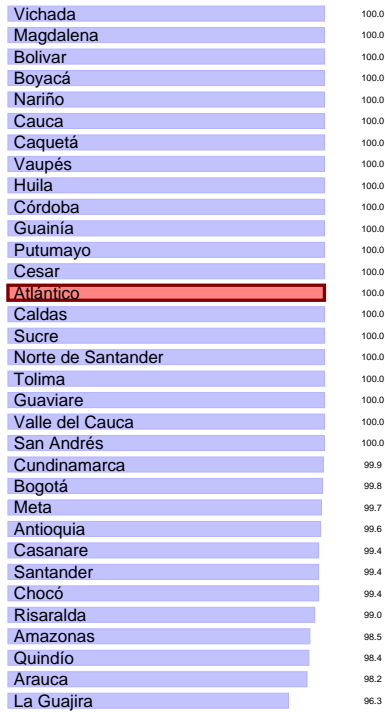 Vichada 100.0
Magdalena 100.0
Bolivar 100.0
Boyacá 100.0
Nariño 100.0
Cauca 100.0
Caquetá 100.0
Vaupés 100.0
Huila 100.0
Córdoba 100.0
Guainía 100.0
Putumayo 100.0
Cesar 100.0
Atlántico 100.0
Caldas 100.0
Sucre 100.0
Norte de Santander 100.0
Tolima 100.0
Guaviare 100.0
Valle del Cauca 100.0
San Andrés 100.0
Cundinamarca 99.9
Bogotá 99.8
Meta 99.7
Antioquia 99.6
Casanare 99.4
Santander 99.4
Chocó 99.4
Risaralda 99.0
Amazonas 98.5
Quindío 98.4
Arauca 98.2
La Guajira 96.3